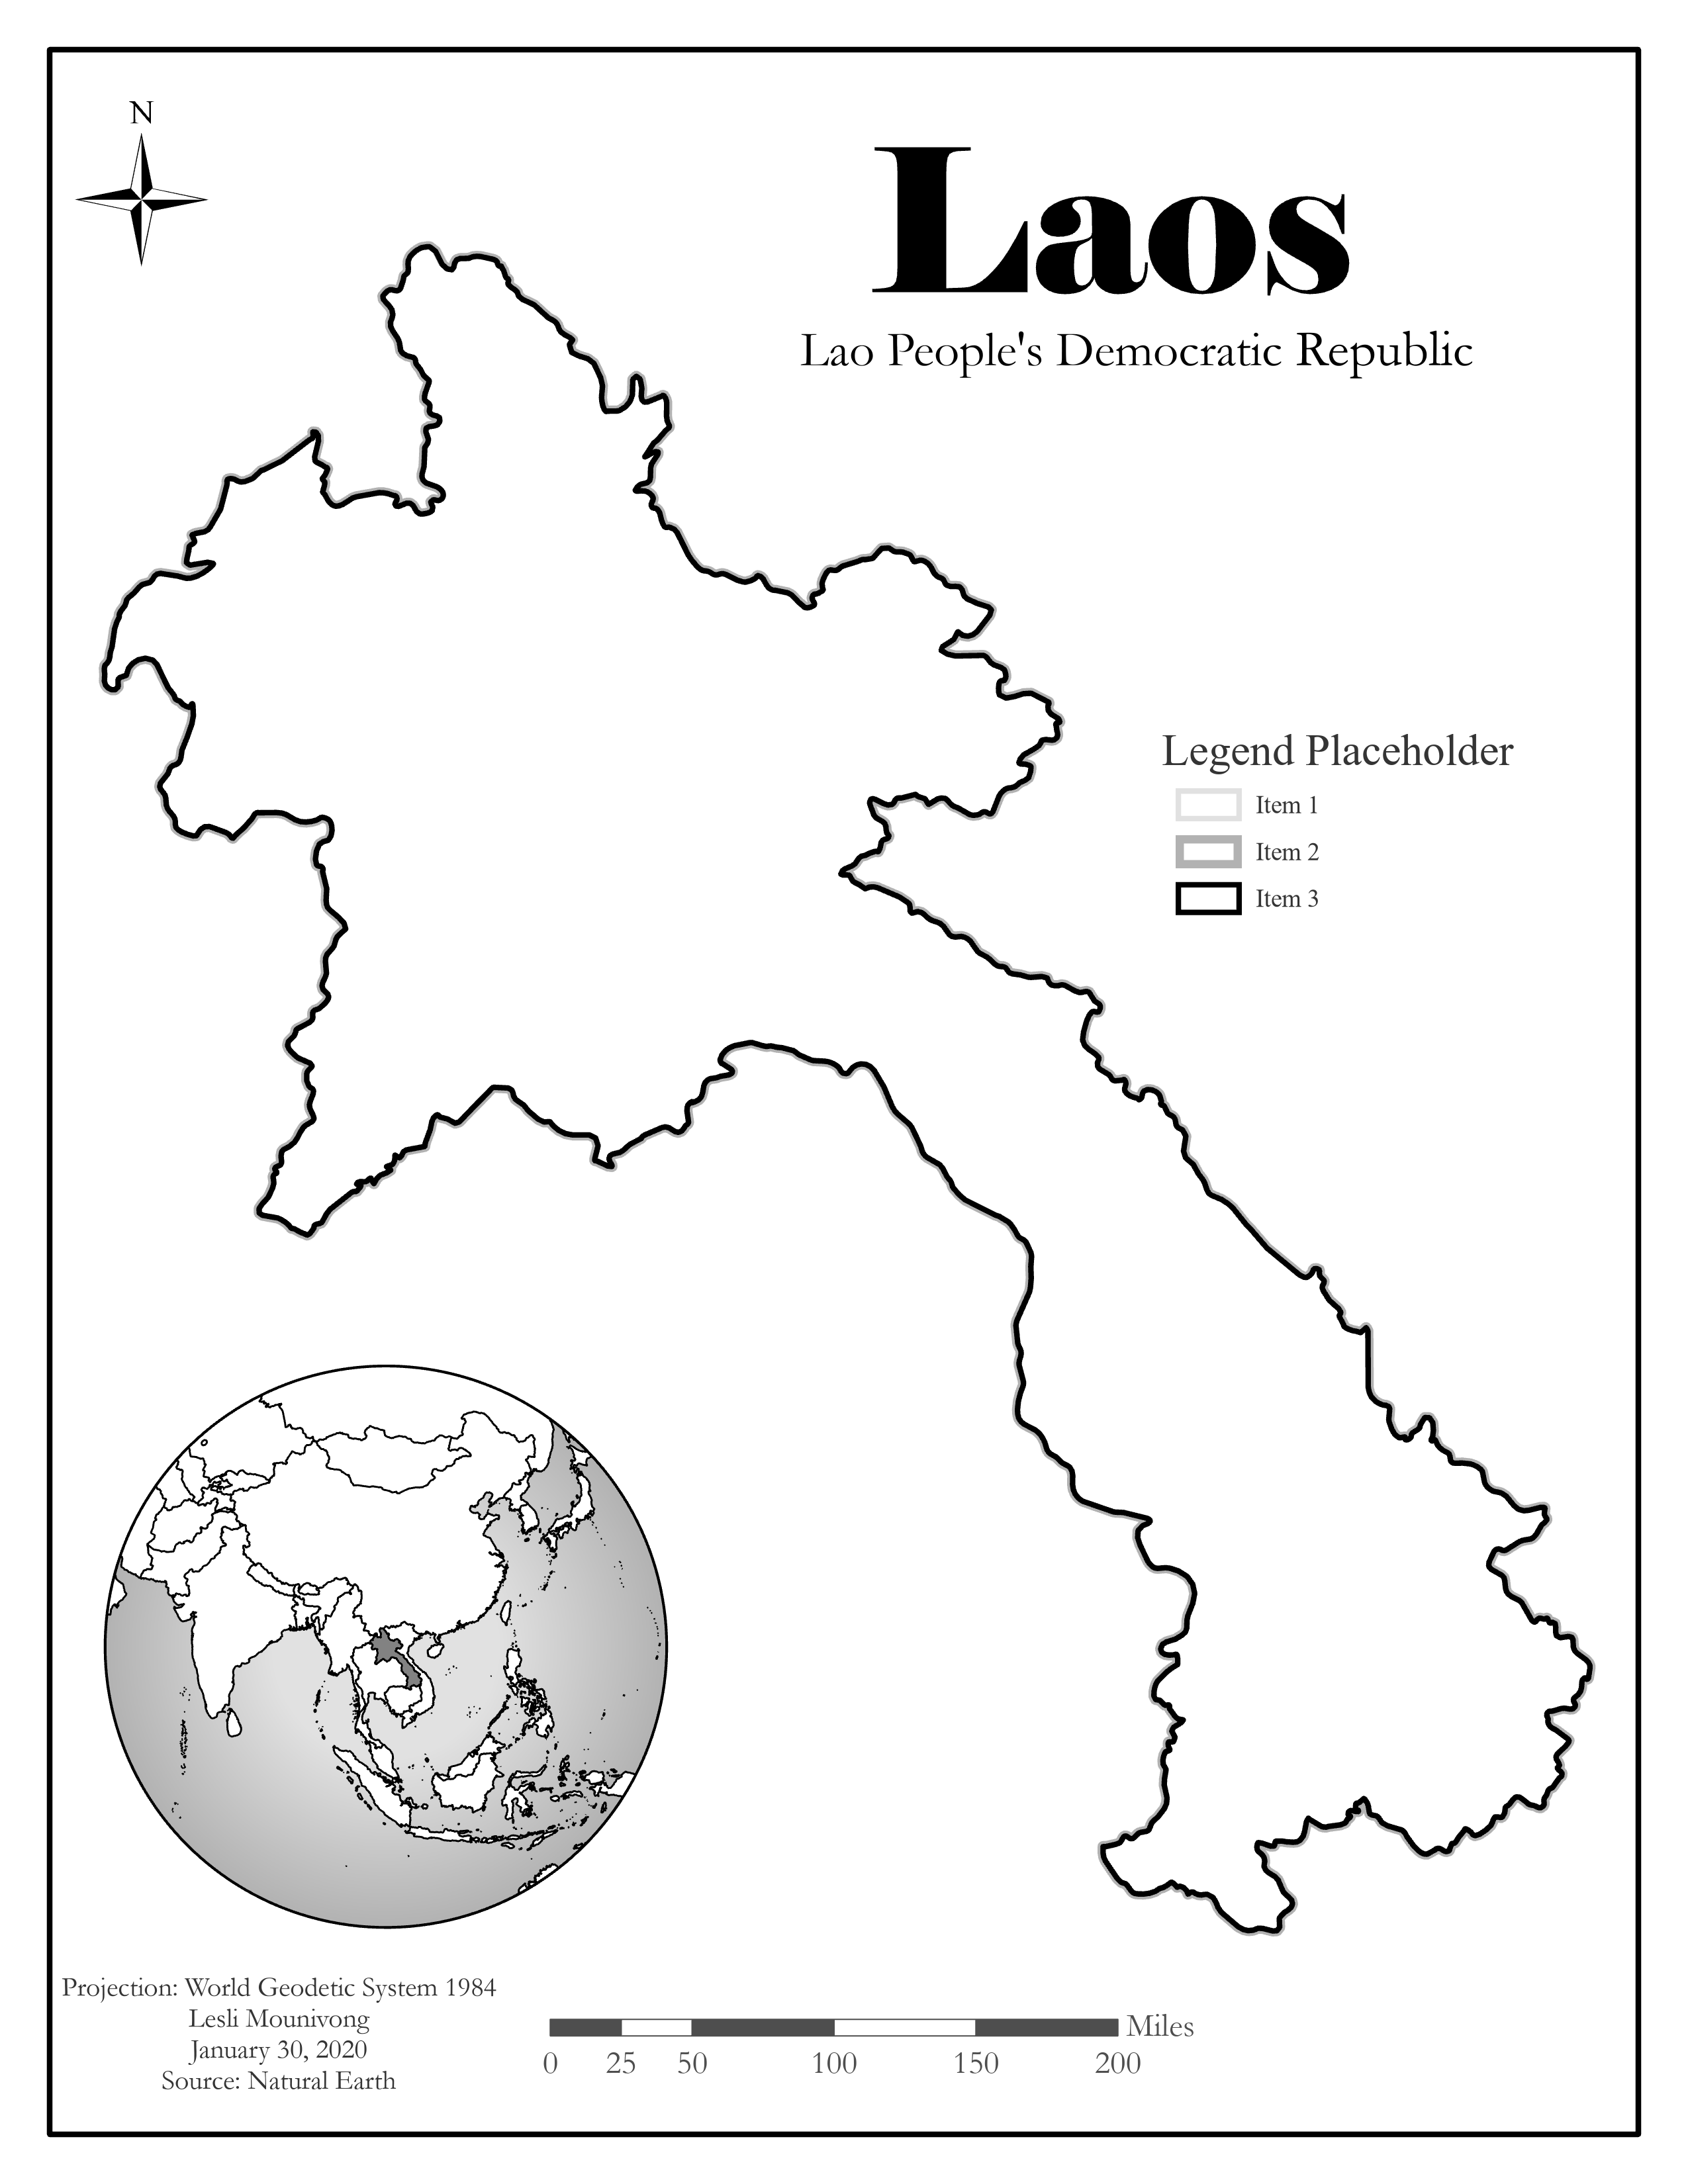 N
Laos
Lao People's Democratic Republic
Legend Placeholder
Item 1
Item 2
Item 3
Projection: World Geodetic System 1984
Lesli Mounivong
January 30, 2020
Source: Natural Earth
Miles
0 25 50 100 150 200